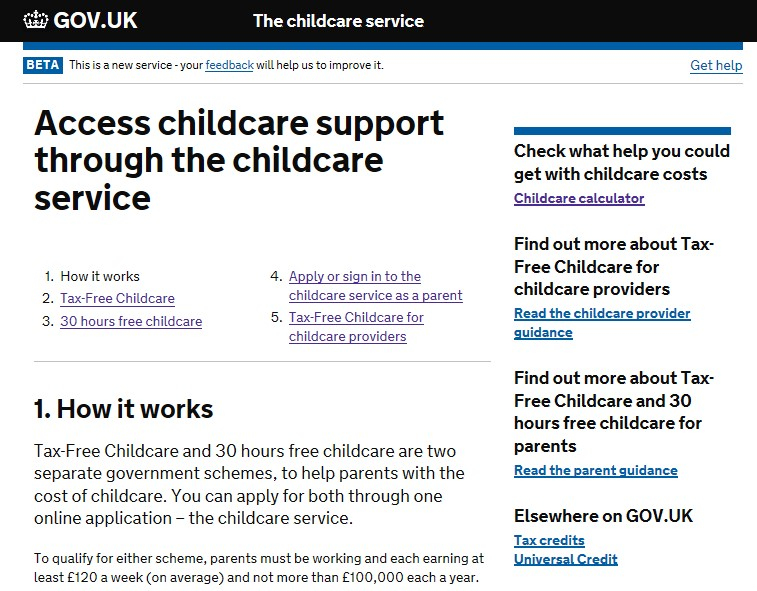 GOV.UK
The childcare service
BETA This is a new service - your feedback will help us to improve it.
Get help
Access childcare support
through the childcare
service
1. How it works
2. Tax-Free Childcare
3. 30 hours free childcare
4. Apply or sign in to the
childcare service as a parent
5. Tax-Free Childcare for
childcare providers
1. How it works
Tax-Free Childcare and 30 hours free childcare are two
separate government schemes, to help parents with the
cost of childcare. You can apply for both through one
online application – the childcare service.
To qualify for either scheme, parents must be working and each earning at
least £120 a week (on average) and not more than £100,000 each a year.
Check what help you could
get with childcare costs
Childcare calculator
Find out more about Tax-
Free Childcare for
childcare providers
Read the childcare provider
guidance
Find out more about Tax-
Free Childcare and 30
hours free childcare for
parents
Read the parent guidance
Elsewhere on GOV.UK
Tax credits
Universal Credit